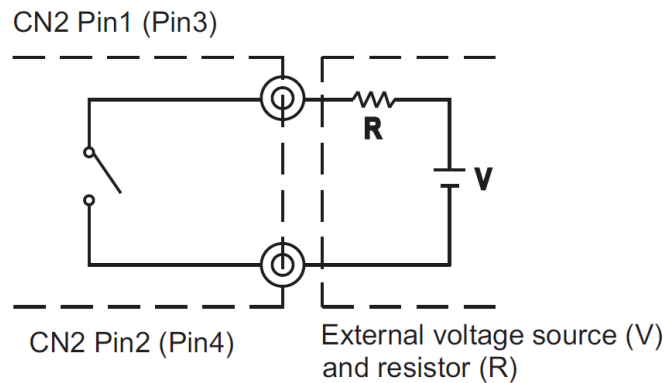 CN2 Pin1 (Pin3)
R
V
CN2 Pin2 (Pin4)
External voltage source (V)
and resistor (R)